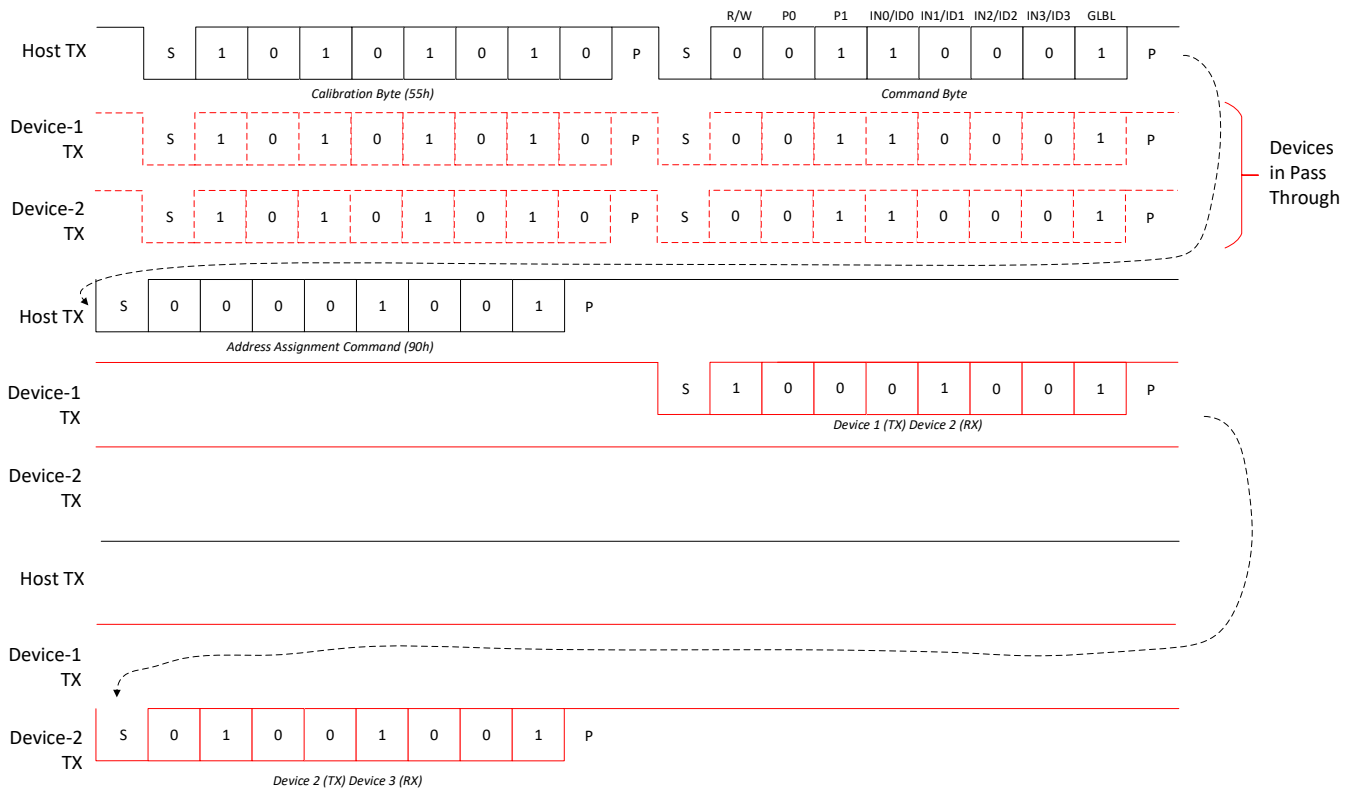 R/W P0 P1 IN0/ID0 IN1/ID1 IN2/ID2 IN3/ID3 GLBL
Host TX S 1 0 1 0 1 0 1 0 P S 0 0 1 1 0 0 0 1 P
Calibration Byte (55h) Command Byte
Device-1
TX S 1 0 1 0 1 0 1 0 P S 0 0 1 1 0 0 0 1 P
Devices
in Pass
Through
Device-2
TX S 1 0 1 0 1 0 1 0 P S 0 0 1 1 0 0 0 1 P
Host TX S 0 0 0 0 1 0 0 1 P
Address Assignment Command (90h)
Device-1
TX S 1 0 0 0 1 0 0 1 P
Device 1 (TX) Device 2 (RX)
Device-2
TX
Host TX
Device-1
TX
Device-2
TX S 0 1 0 0 1 0 0 1 P
Device 2 (TX) Device 3 (RX)